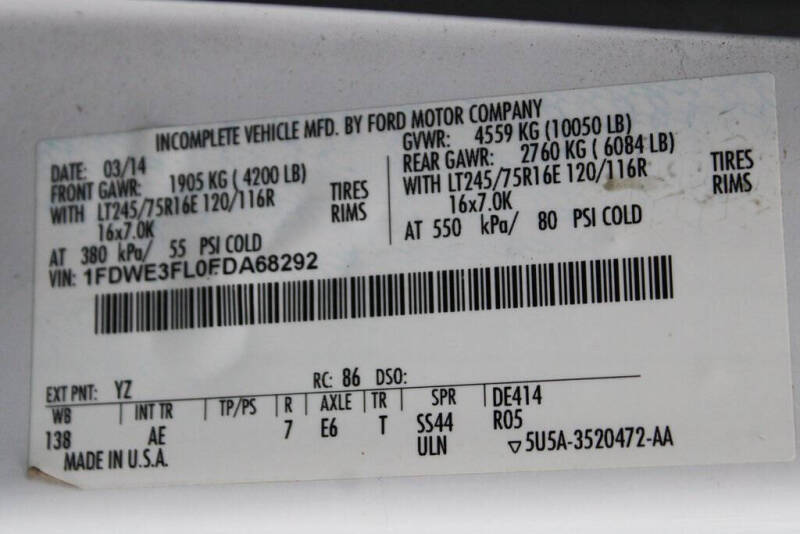 INCOMPLETE VEHICLE MFD. BY FORD MOTOR COMPANY
DATE: 03/14 GVWR: 4559 KG (10050 LB)
FRONT GAWR: 1905 KG ( 4200 LB) REAR GAWR: 2760 KG ( 6084 LB)
WITH LT245/75R16E 120/116R TIRES WITH LT245/75R16E 120/116R TIRES
16x7.0K RIMS 16x7.0K RIMS
AT 380 kPa/ 55 PSI COLD AT 550 kPa/ 80 PSI COLD
VIN: 1FDWE3FL0FDA68292
EXT PNT: YZ RC: 86 DSO:
WB INT TR TP/PS R AXLE TR SPR DE414
138 AE 7 E6 T SS44 R05
ULN ▽5U5A-3520472-AA
MADE IN U.S.A.